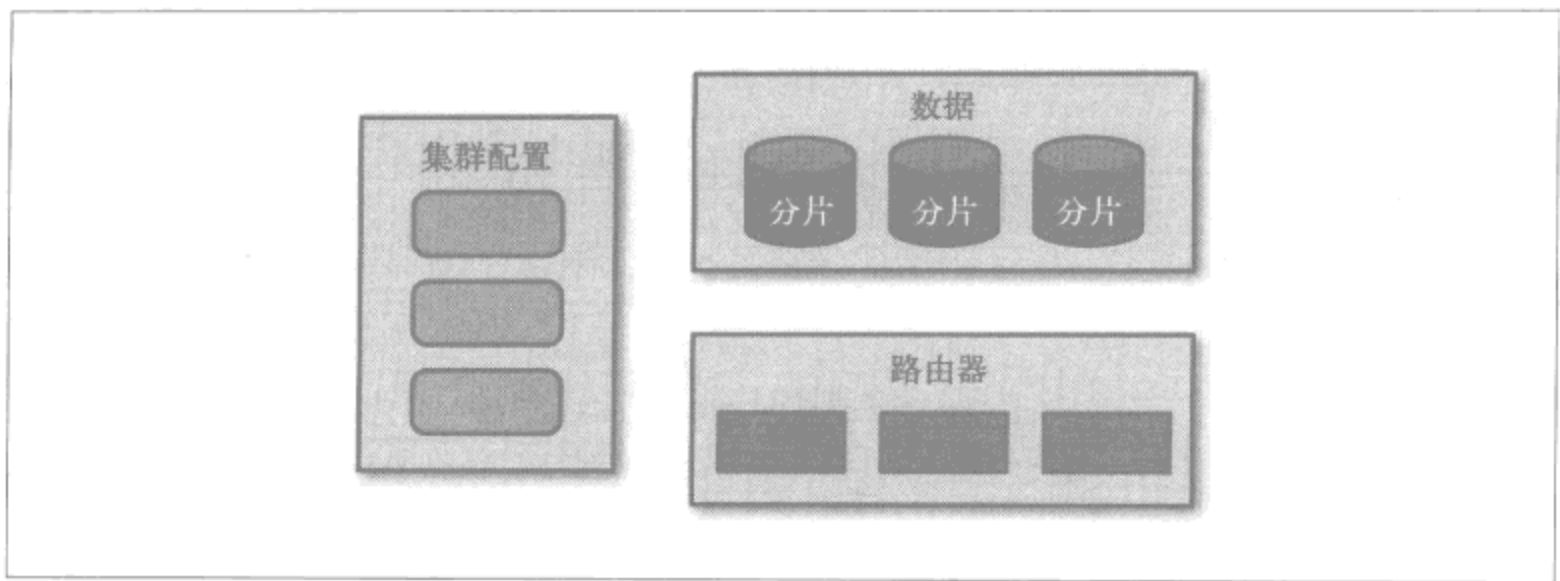 集群配置
数据
分片 分片 分片
路由器